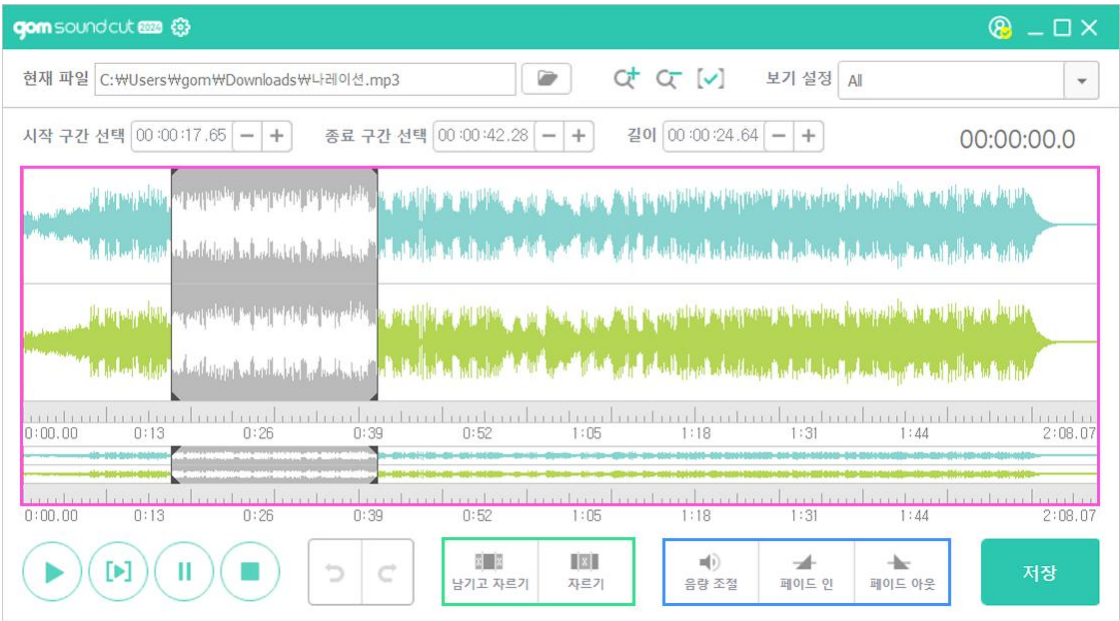 gom soundcut 2024
현재 파일 C:￦Users￦gom￦Downloads￦나레이션.mp3 보기 설정 All
시작 구간 선택 00:00:17.65 − + 종료 구간 선택 00:00:42.28 − + 길이 00:00:24.64 − + 00:00:00.0
0:00.00 0:13 0:26 0:39 0:52 1:05 1:18 1:31 1:44 2:08.07
0:00.00 0:13 0:26 0:39 0:52 1:05 1:18 1:31 1:44 2:08.07
남기고 자르기 자르기 음량 조절 페이드 인 페이드 아웃 저장